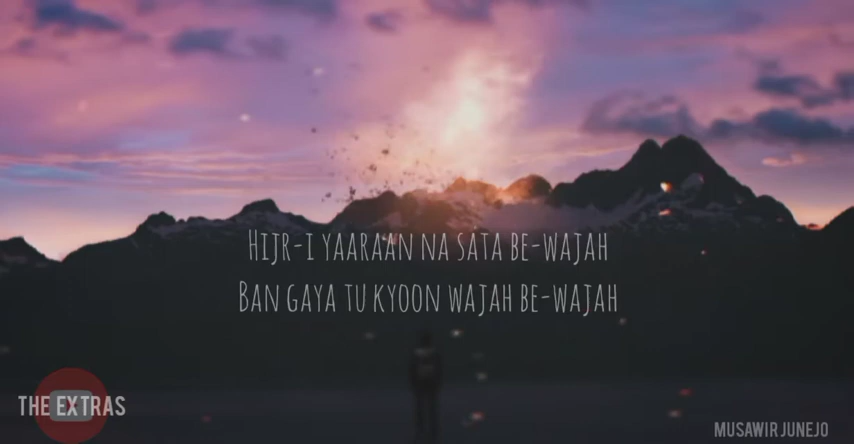 HIJR-I YAARAAN NA SATA BE-WAJAH
BAN GAYA TU KYOON WAJAH BE-WAJAH
THE EXTRAS
MUSAWIR JUNEJO